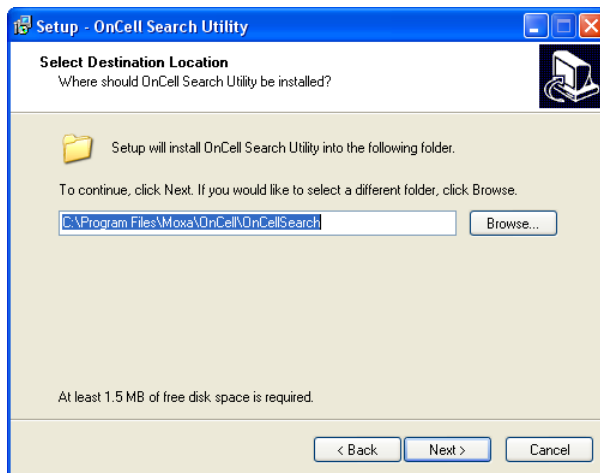 Setup - OnCell Search Utility
Select Destination Location
Where should OnCell Search Utility be installed?
Setup will install OnCell Search Utility into the following folder.
To continue, click Next. If you would like to select a different folder, click Browse.
C:\Program Files\Moxa\OnCell\OnCellSearch
Browse...
At least 1.5 MB of free disk space is required.
< Back
Next >
Cancel